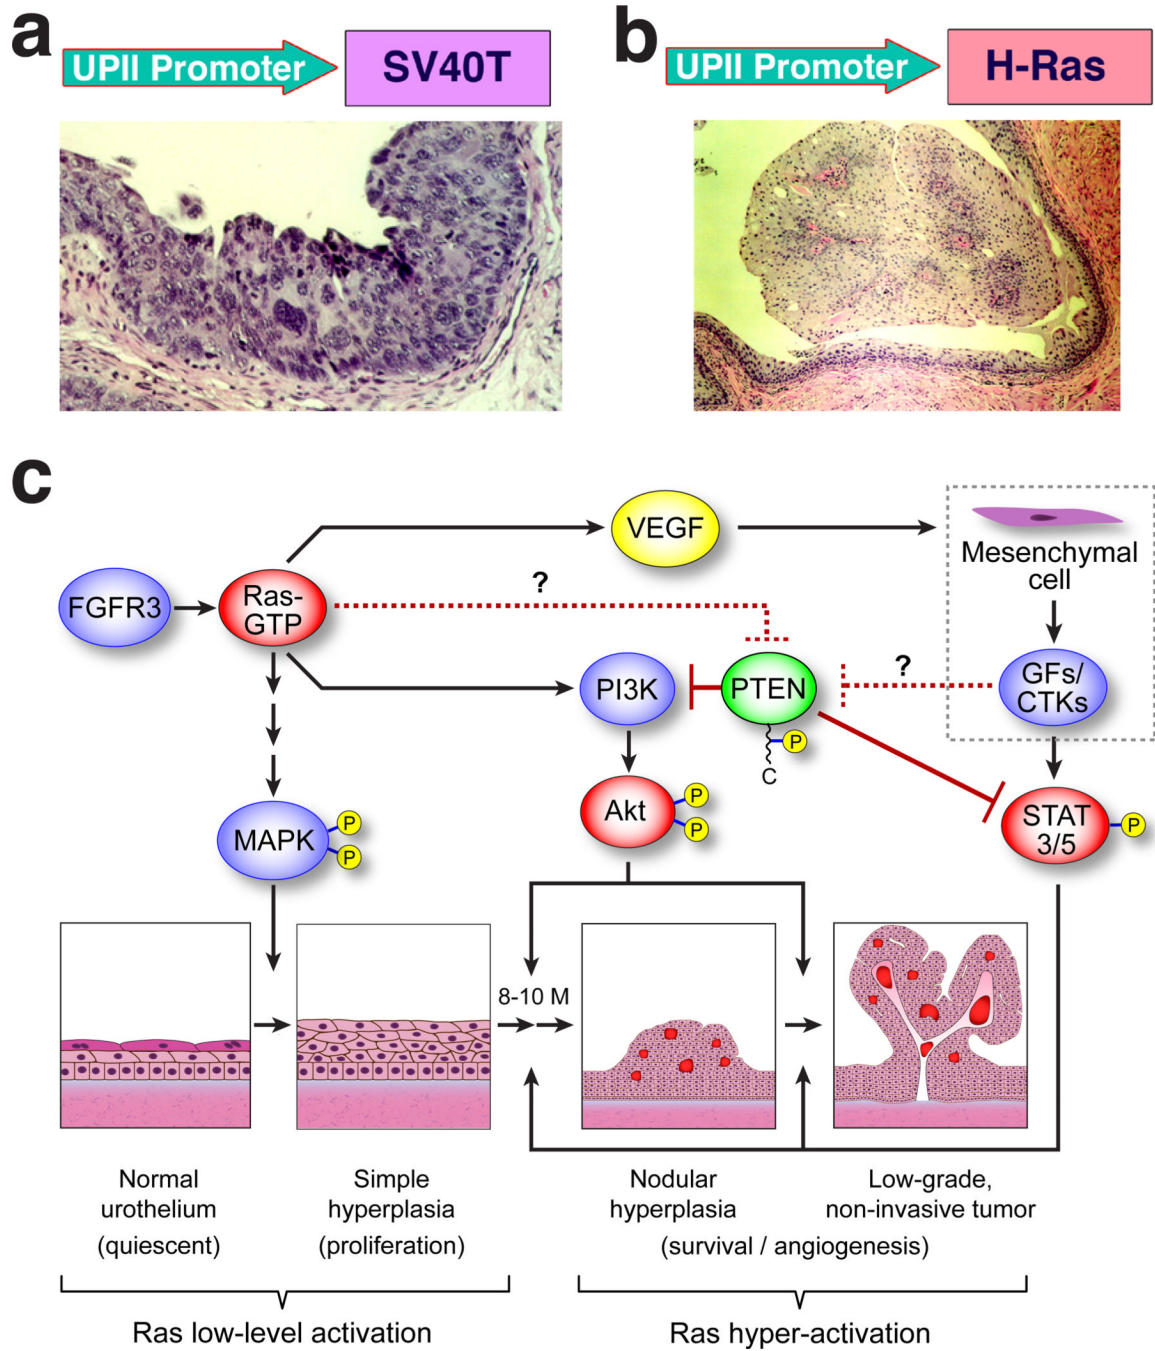 a
UPII Promoter
SV40T
b
UPII Promoter
H-Ras
c
VEGF
Mesenchymal
cell
FGFR3
Ras-
GTP
?
PI3K
PTEN
?
GFs/
CTKs
P
C
Akt
P
P
MAPK
P
P
STAT
3/5
P
8-10 M
Normal
urothelium
(quiescent)
Simple
hyperplasia
(proliferation)
Nodular
hyperplasia
Low-grade,
non-invasive tumor
(survival / angiogenesis)
Ras low-level activation
Ras hyper-activation